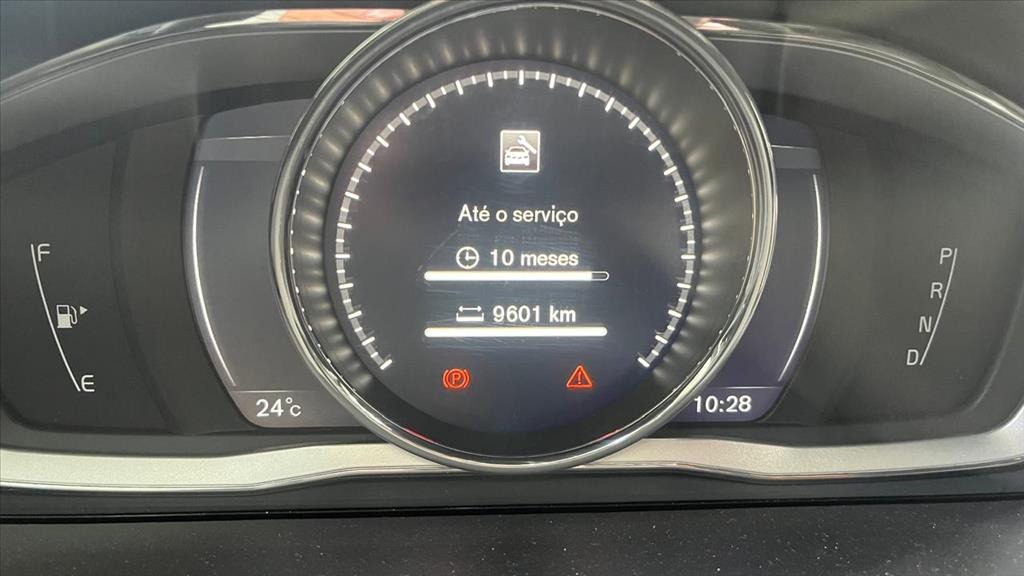 Até o serviço
10 meses
9601 km
F
E
P
R
N
D
P
24°C
10:28